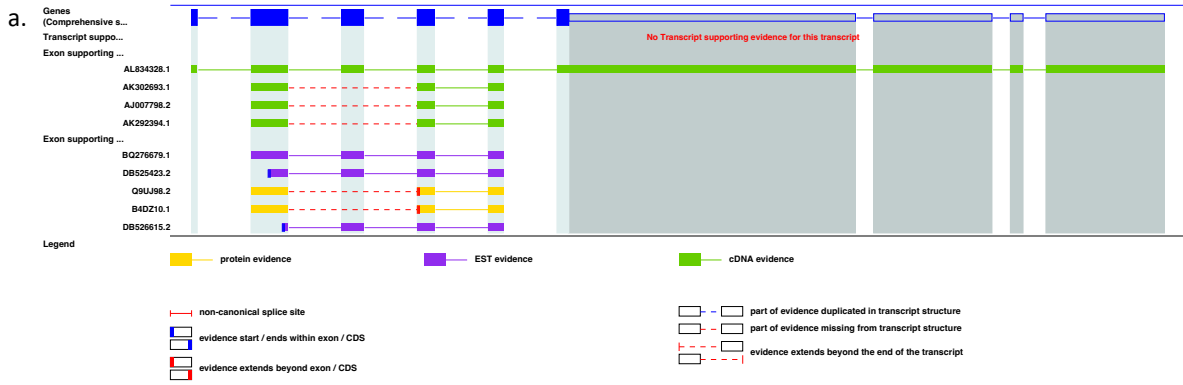 a.
Genes
(Comprehensive s...
Transcript suppo...
No Transcript supporting evidence for this transcript
Exon supporting ...
AL834328.1
AK302693.1
AJ007798.2
AK292394.1
Exon supporting ...
BQ276679.1
DB525423.2
Q9UJ98.2
B4DZ10.1
DB526615.2
Legend
protein evidence
EST evidence
cDNA evidence
non-canonical splice site
part of evidence duplicated in transcript structure
evidence start / ends within exon / CDS
part of evidence missing from transcript structure
evidence extends beyond exon / CDS
evidence extends beyond the end of the transcript